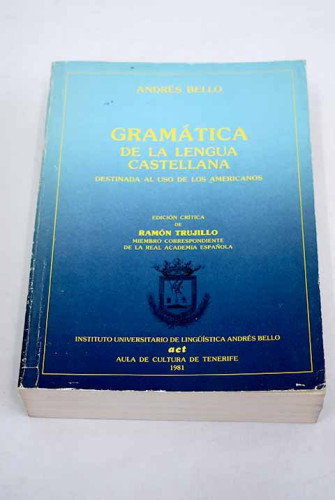 ANDRÉS BELLO
GRAMÁTICA
DE LA LENGUA
CASTELLANA
DESTINADA AL USO DE LOS AMERICANOS
EDICIÓN CRÍTICA
DE
RAMÓN TRUJILLO
MIEMBRO CORRESPONDIENTE
DE LA REAL ACADEMIA ESPAÑOLA
INSTITUTO UNIVERSITARIO DE LINGÜÍSTICA ANDRÉS BELLO
act
AULA DE CULTURA DE TENERIFE
1981